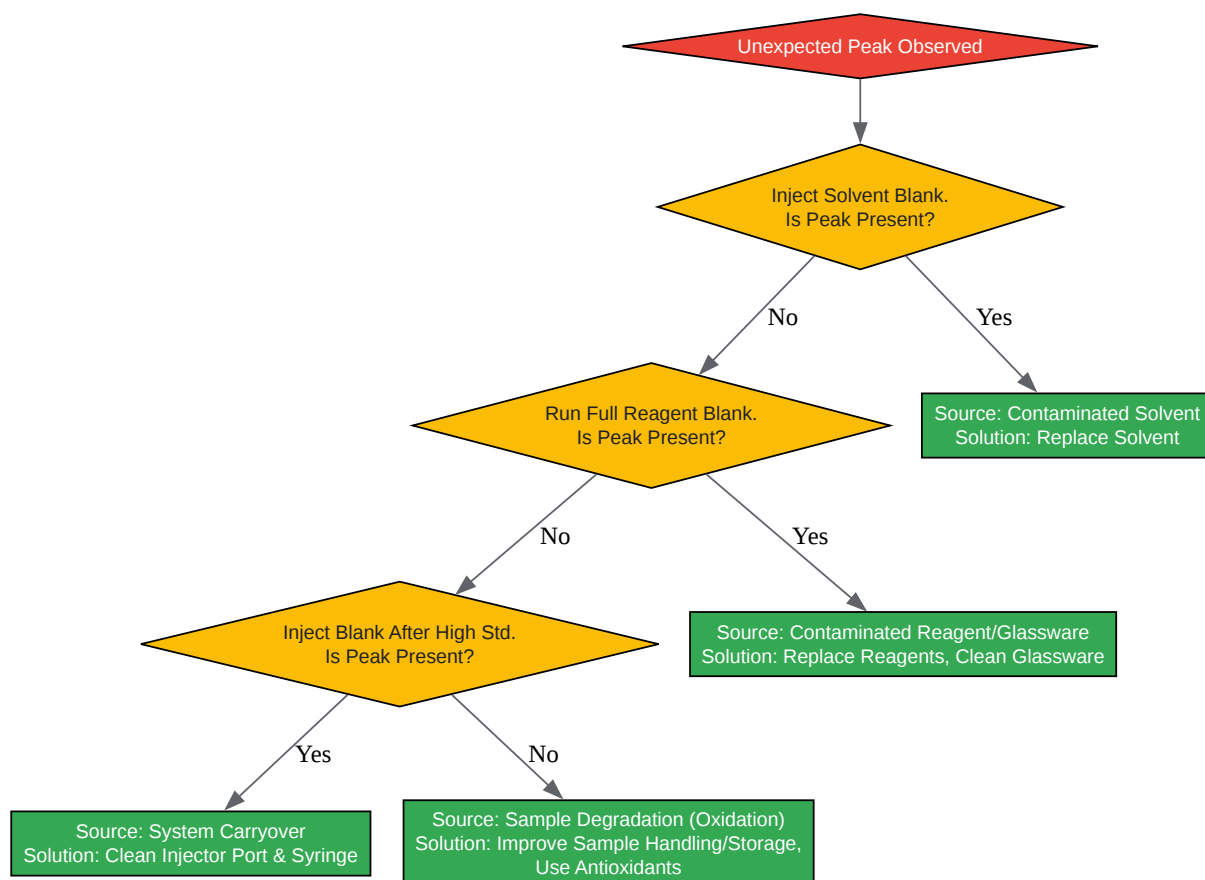 Unexpected Peak Observed
Inject Solvent Blank.
Is Peak Present?
No
Yes
Run Full Reagent Blank.
Is Peak Present?
Source: Contaminated Solvent
Solution: Replace Solvent
No
Yes
Inject Blank After High Std.
Is Peak Present?
Source: Contaminated Reagent/Glassware
Solution: Replace Reagents, Clean Glassware
Yes
No
Source: System Carryover
Solution: Clean Injector Port & Syringe
Source: Sample Degradation (Oxidation)
Solution: Improve Sample Handling/Storage,
Use Antioxidants